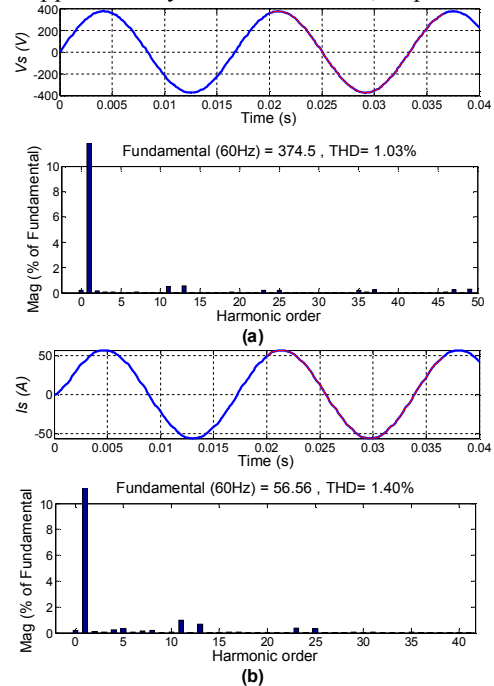 400
200
0
-200
-400
Vs (V)
0 0.005 0.01 0.015 0.02 0.025 0.03 0.035 0.04
Time (s)
Fundamental (60Hz) = 374.5 , THD= 1.03%
10
8
6
4
2
0
Mag (% of Fundamental)
0 5 10 15 20 25 30 35 40 45 50
Harmonic order
(a)
50
0
-50
Is (A)
0 0.005 0.01 0.015 0.02 0.025 0.03 0.035 0.04
Time (s)
Fundamental (60Hz) = 56.56 , THD= 1.40%
10
8
6
4
2
0
Mag (% of Fundamental
0 5 10 15 20 25 30 35 40
Harmonic order
(b)